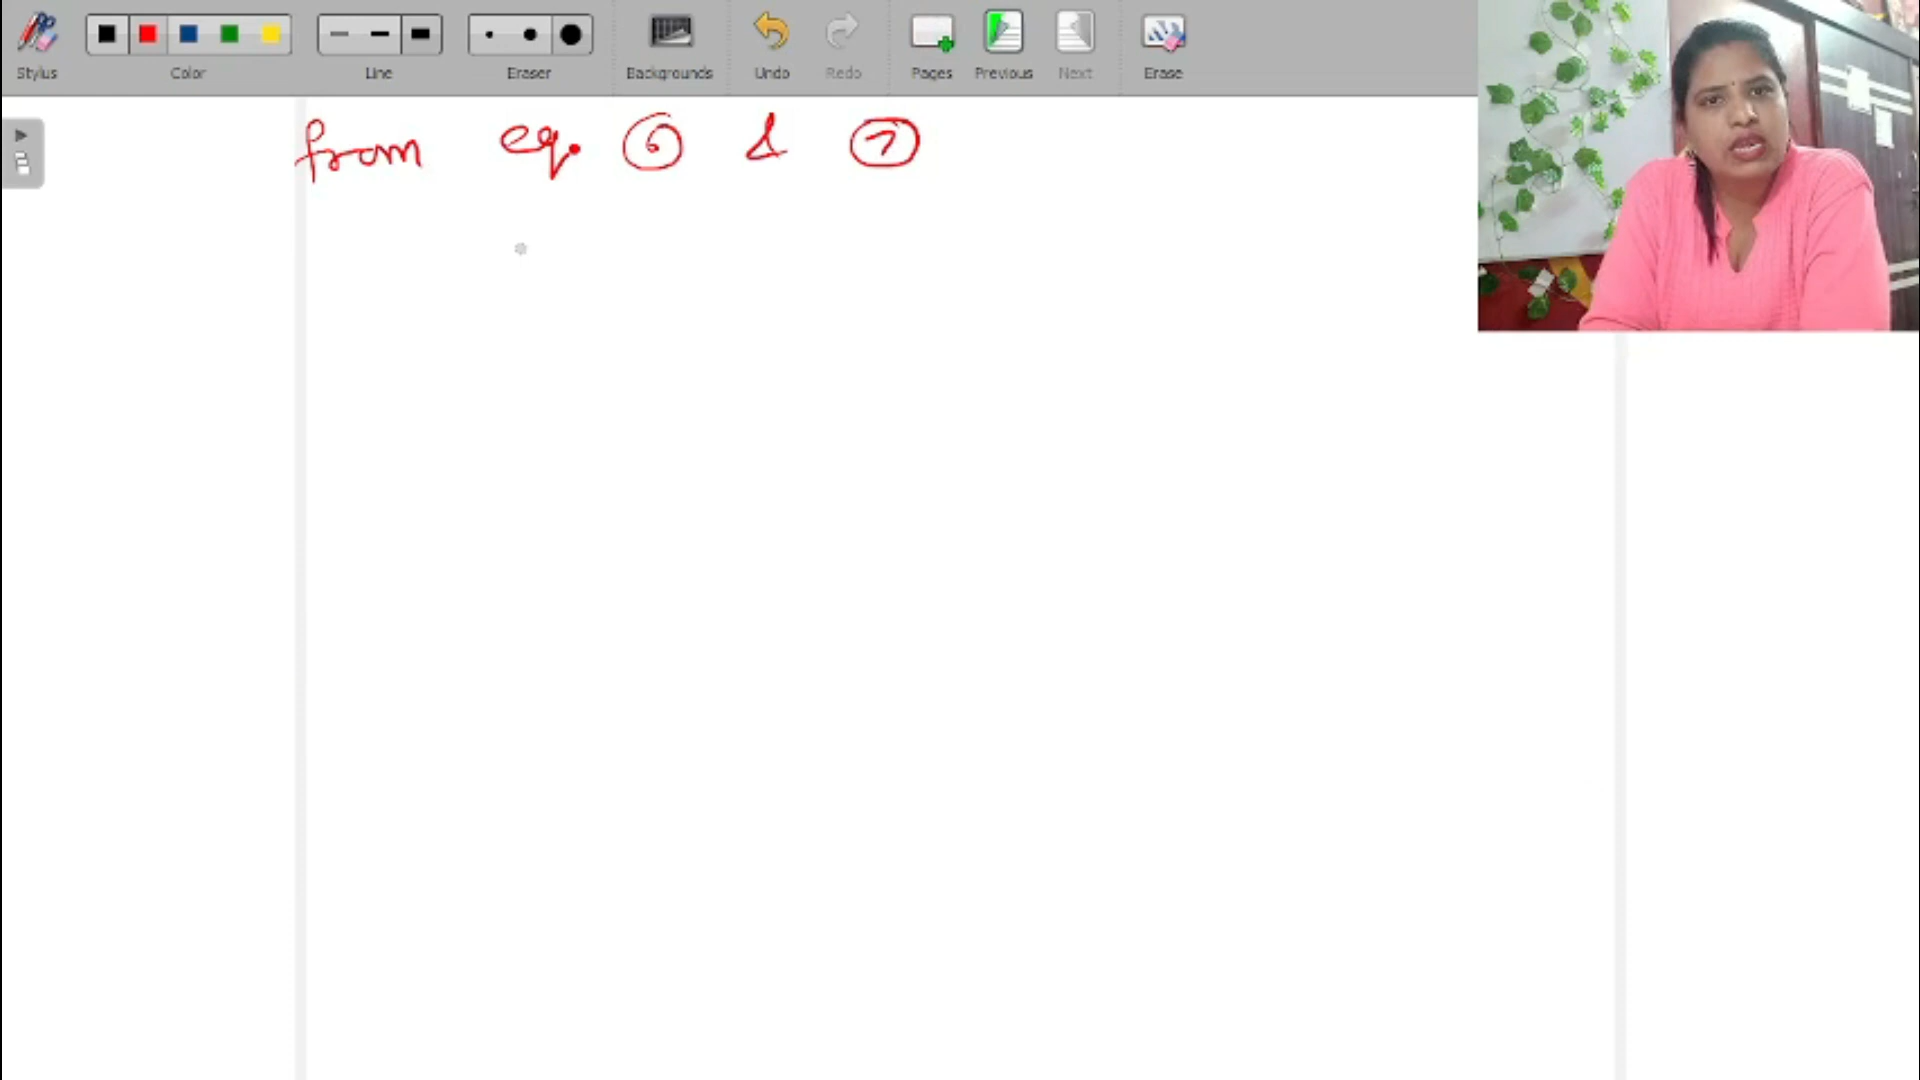 Stylus Color Line Eraser Backgrounds Undo Redo Pages Previous Next Erase
from eq. ⑥ & ⑦